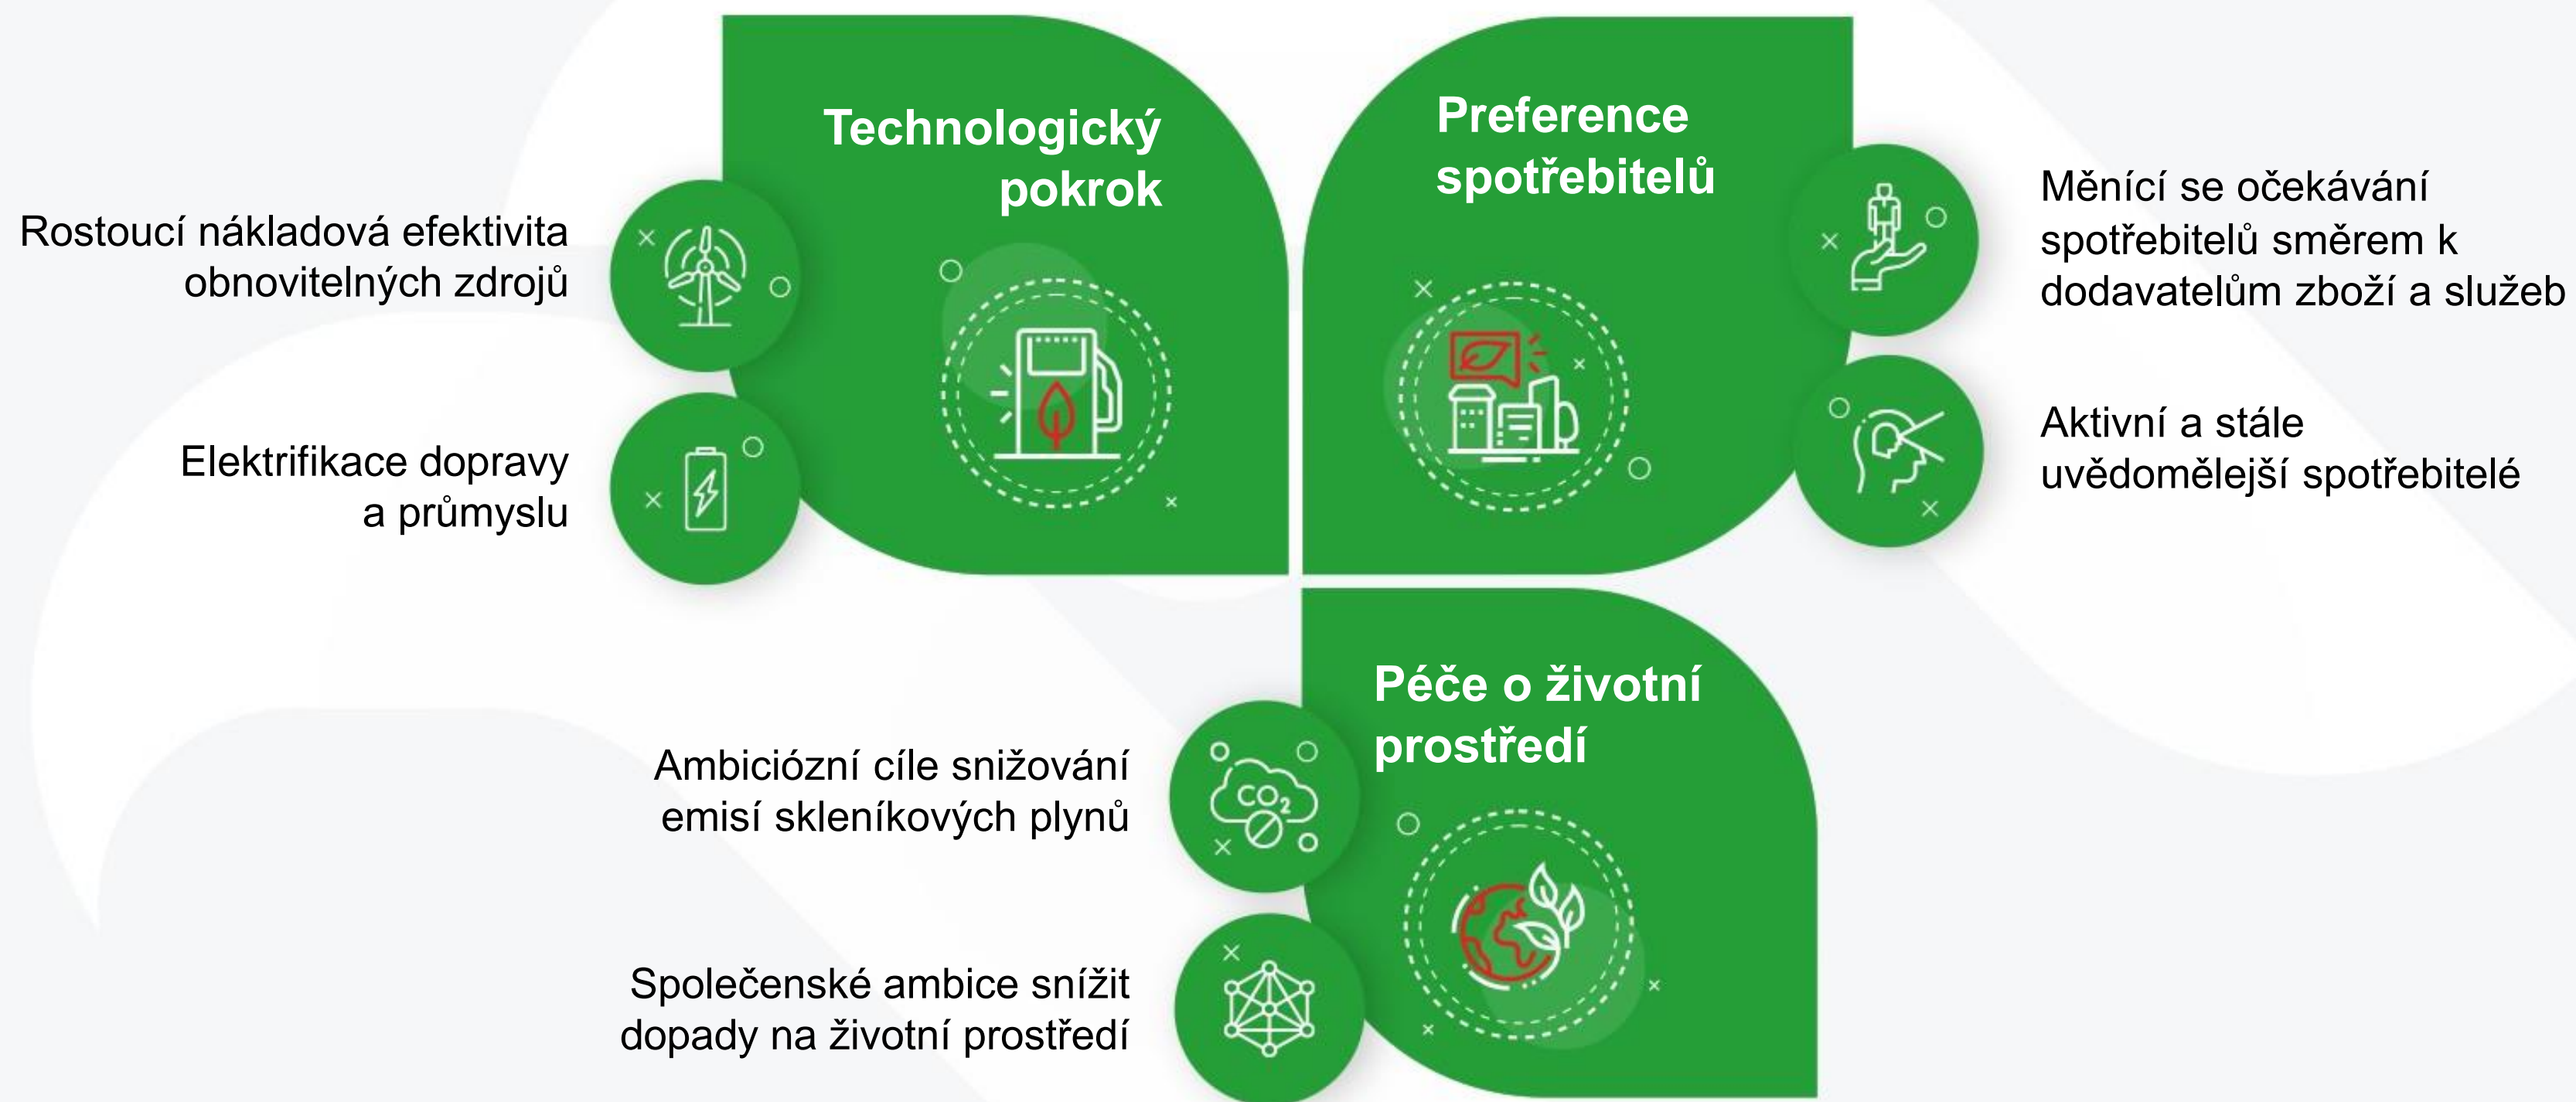 Technologický
pokrok
Rostoucí nákladová efektivita
obnovitelných zdrojů
Elektrifikace dopravy
a průmyslu
Preference
spotřebitelů
Měnící se očekávání
spotřebitelů směrem k
dodavatelům zboží a služeb
Aktivní a stále
uvědomělejší spotřebitelé
Péče o životní
prostředí
Ambiciózní cíle snižování
emisí skleníkových plynů
CO₂
Společenské ambice snížit
dopady na životní prostředí